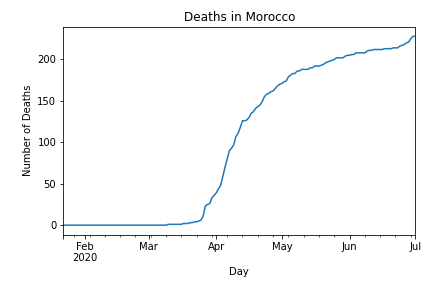 Deaths in Morocco
Number of Deaths
200
150
100
50
0
Feb
2020
Mar
Apr
May
Jun
Jul
Day